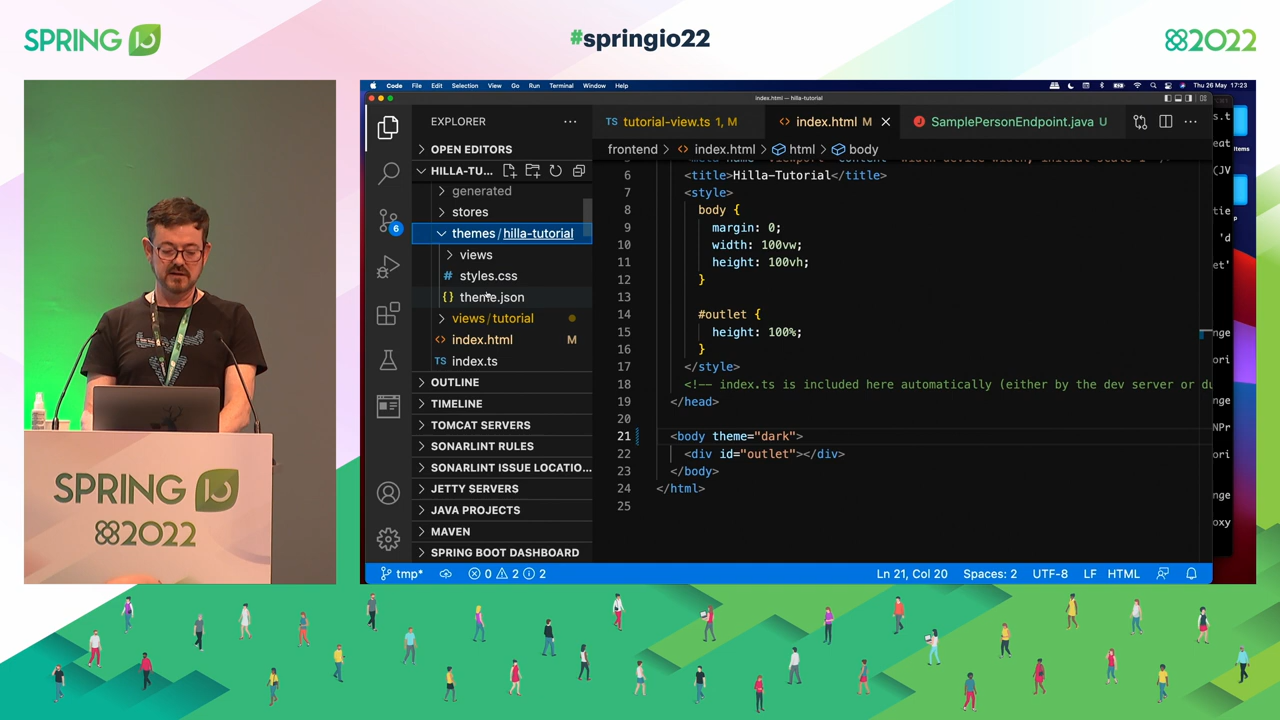 SPRING IO
#springio22
2022
Code File Edit Selection View Go Run Terminal Window Help
Thu 26 May 17:23
index.html — hilla-tutorial
EXPLORER
OPEN EDITORS
HILLA-TU...
generated
stores
themes / hilla-tutorial
views
# styles.css
{} theme.json
views / tutorial
<> index.html M
TS index.ts
OUTLINE
TIMELINE
TOMCAT SERVERS
SONARLINT RULES
SONARLINT ISSUE LOCATIO...
JETTY SERVERS
JAVA PROJECTS
MAVEN
SPRING BOOT DASHBOARD
6
TS tutorial-view.ts 1, M
<> index.html M
J SamplePersonEndpoint.java U
frontend > <> index.html > html > body
6 <title>Hilla-Tutorial</title>
7 <style>
8 body {
9 margin: 0;
10 width: 100vw;
11 height: 100vh;
12 }
13
14 #outlet {
15 height: 100%;
16 }
17 </style>
18 <!-- index.ts is included here automatically (either by the dev server or du
19 </head>
20
21 <body theme="dark">
22 <div id="outlet"></div>
23 </body>
24 </html>
25
tmp* 0 2 2
Ln 21, Col 20 Spaces: 2 UTF-8 LF HTML
SPRING IO
2022